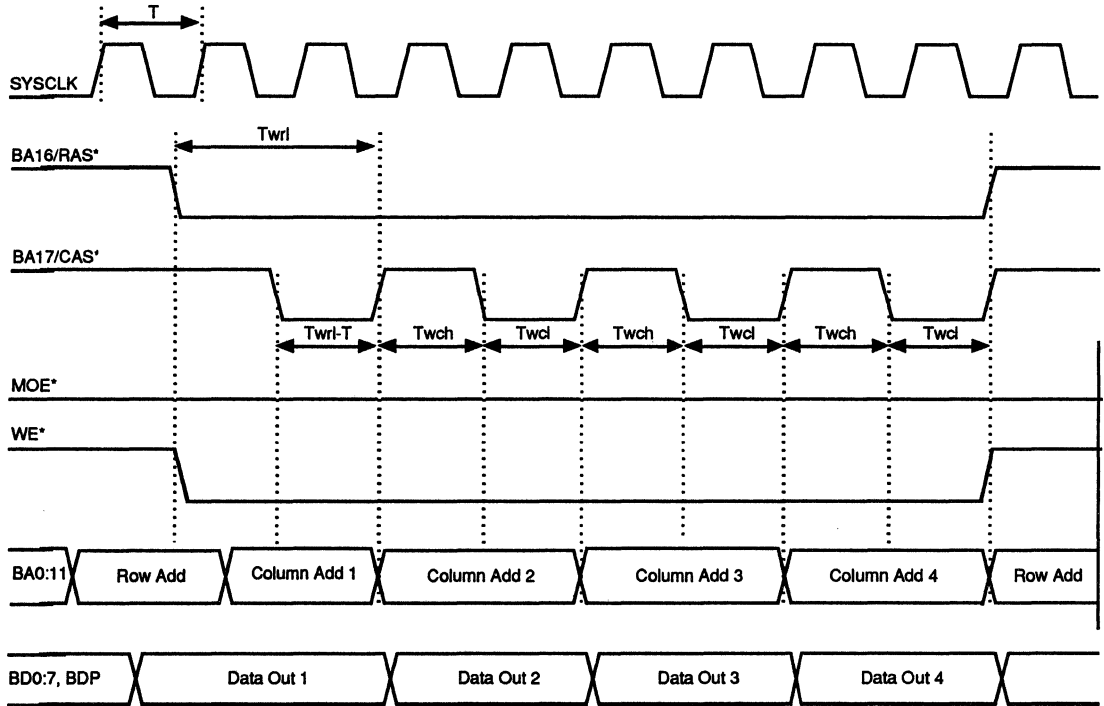 T
SYSCLK
Twrl
BA16/RAS*
BA17/CAS*
Twrl-T Twch Twcl Twch Twcl Twch Twcl
MOE*
WE*
BA0:11 Row Add Column Add 1 Column Add 2 Column Add 3 Column Add 4 Row Add
BD0:7, BDP Data Out 1 Data Out 2 Data Out 3 Data Out 4